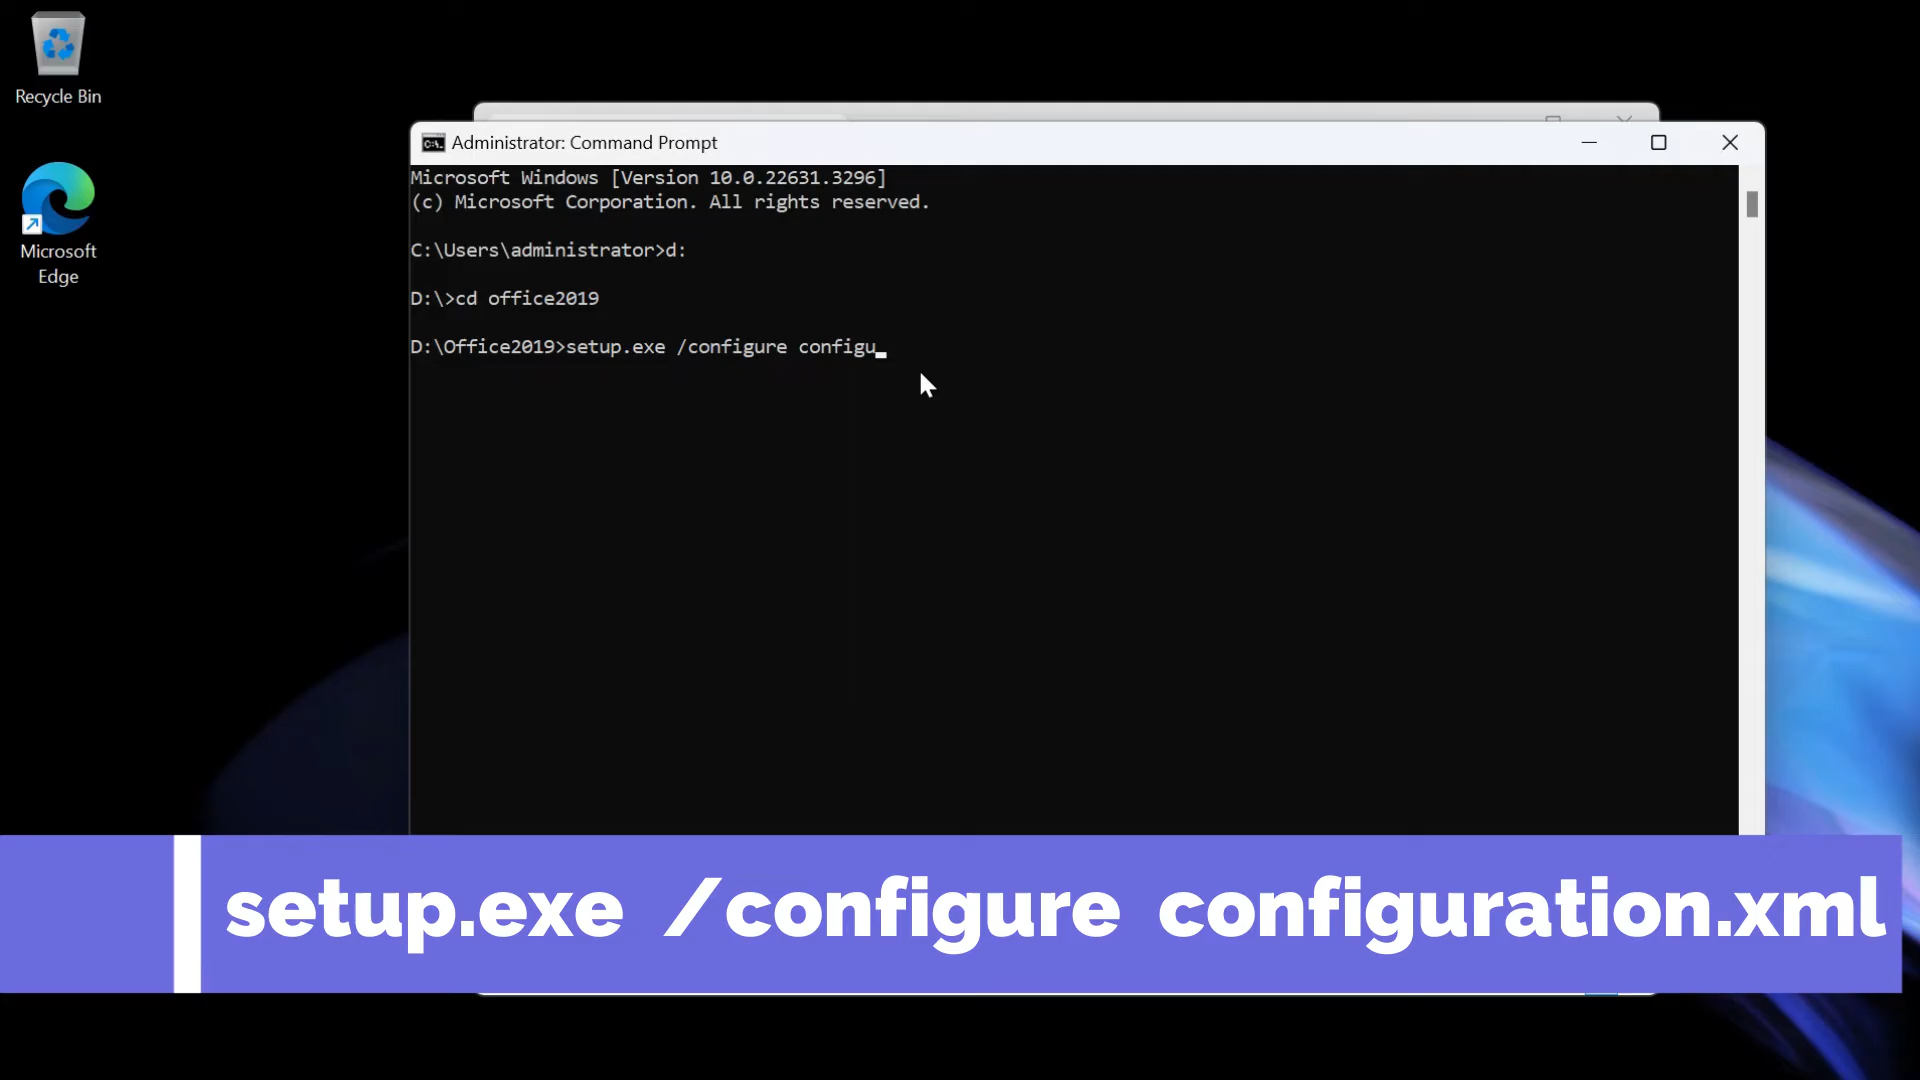 Recycle Bin
Microsoft
Edge
Administrator: Command Prompt
Microsoft Windows [Version 10.0.22631.3296]
(c) Microsoft Corporation. All rights reserved.
C:\Users\administrator>d:
D:\>cd office2019
D:\Office2019>setup.exe /configure configu
setup.exe /configure configuration.xml